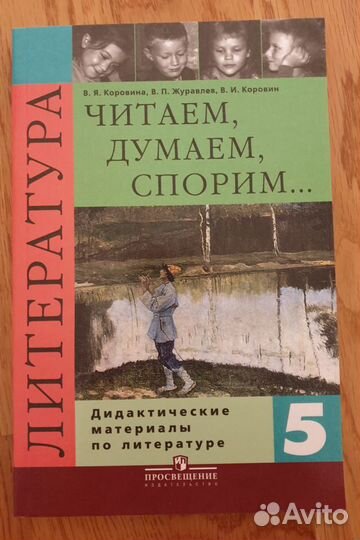 В. Я. Коровина, В. П. Журавлев, В. И. Коровин
ЧИТАЕМ,
ДУМАЕМ,
СПОРИМ...
ЛИТЕРАТУРА
Дидактические
материалы
по литературе
5
ПРОСВЕЩЕНИЕ
ИЗДАТЕЛЬСТВО
Avito